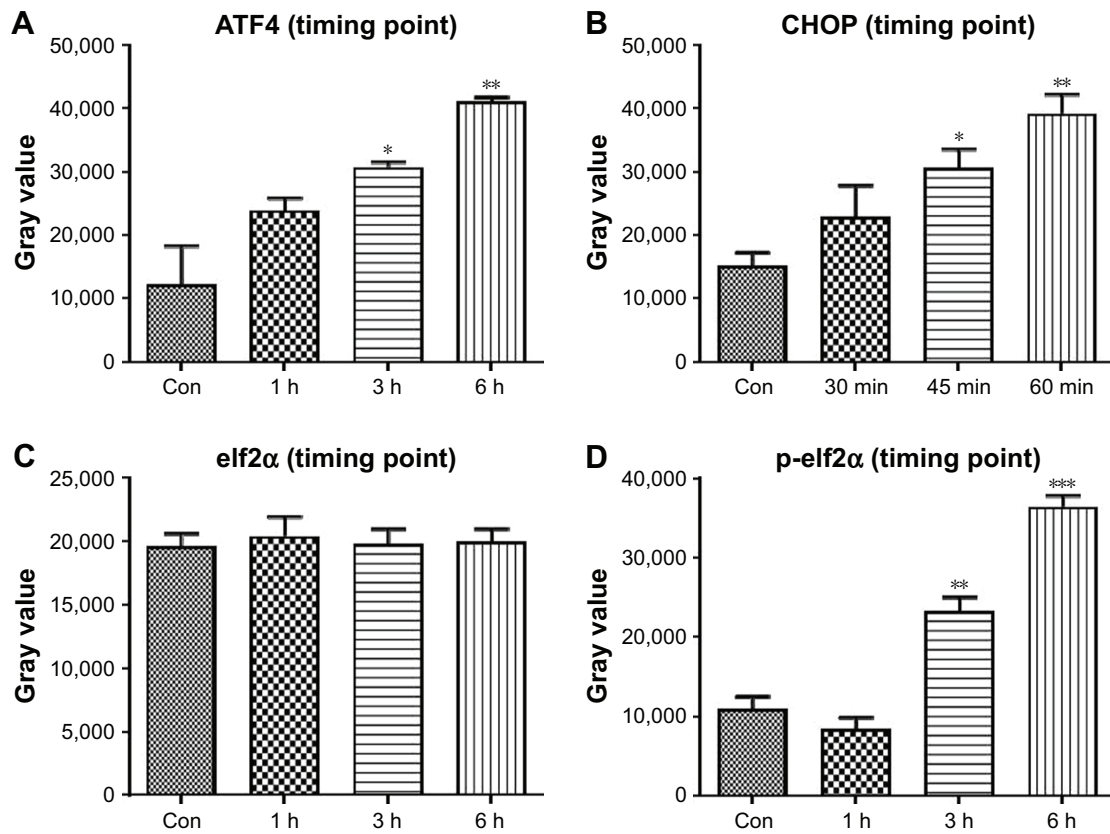 A
ATF4 (timing point)
50,000
40,000
30,000
20,000
10,000
0
Gray value
*
**
Con
1 h
3 h
6 h
B
CHOP (timing point)
50,000
40,000
30,000
20,000
10,000
0
Gray value
*
**
Con
30 min
45 min
60 min
C
elf2α (timing point)
25,000
20,000
15,000
10,000
5,000
0
Gray value
Con
1 h
3 h
6 h
D
p-elf2α (timing point)
40,000
30,000
20,000
10,000
0
Gray value
**
***
Con
1 h
3 h
6 h